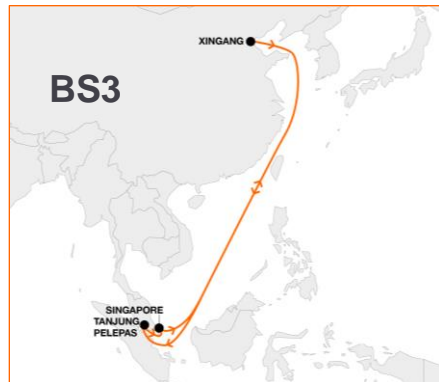 XINGANG
BS3
SINGAPORE
TANJUNG
PELEPAS